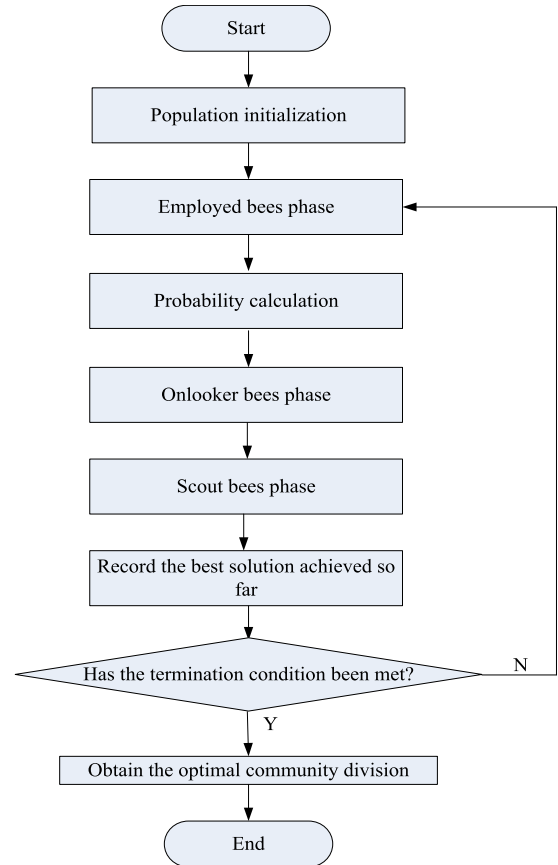 Start
Population initialization
Employed bees phase
Probability calculation
Onlooker bees phase
Scout bees phase
Record the best solution achieved so
far
Has the termination condition been met?
N
Y
Obtain the optimal community division
End